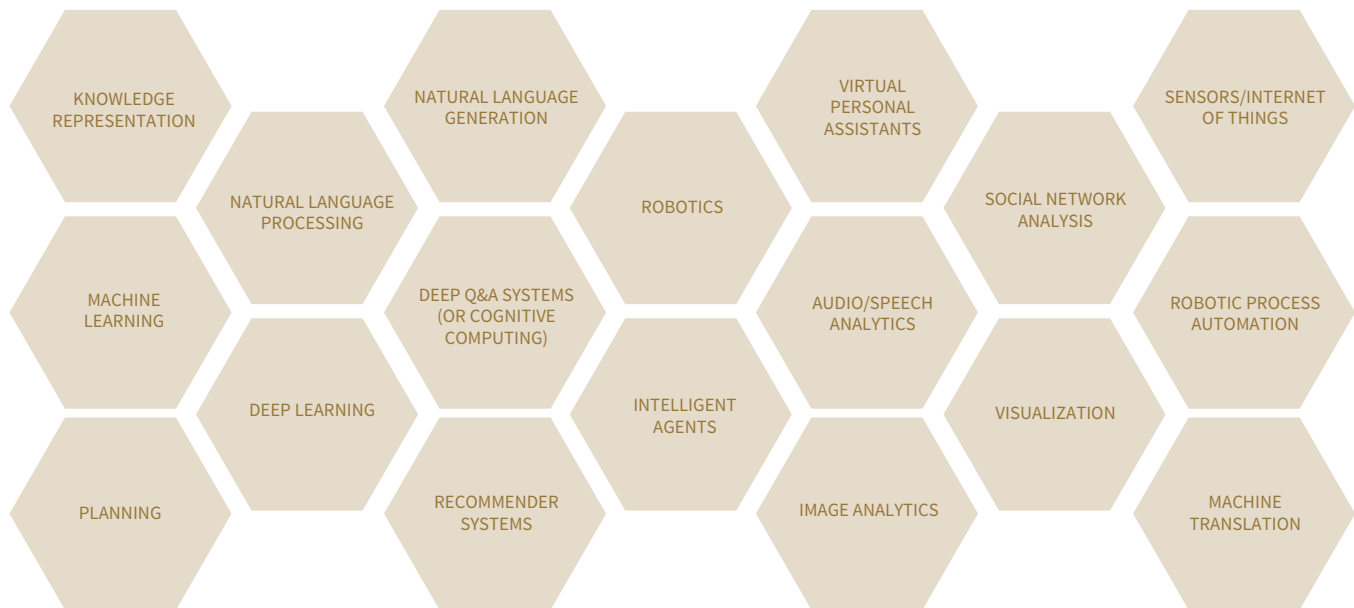 KNOWLEDGE
REPRESENTATION
MACHINE
LEARNING
PLANNING
NATURAL LANGUAGE
PROCESSING
DEEP LEARNING
NATURAL LANGUAGE
GENERATION
DEEP Q&A SYSTEMS
(OR COGNITIVE
COMPUTING)
RECOMMENDER
SYSTEMS
ROBOTICS
INTELLIGENT
AGENTS
VIRTUAL
PERSONAL
ASSISTANTS
AUDIO/SPEECH
ANALYTICS
IMAGE ANALYTICS
SOCIAL NETWORK
ANALYSIS
VISUALIZATION
SENSORS/INTERNET
OF THINGS
ROBOTIC PROCESS
AUTOMATION
MACHINE
TRANSLATION